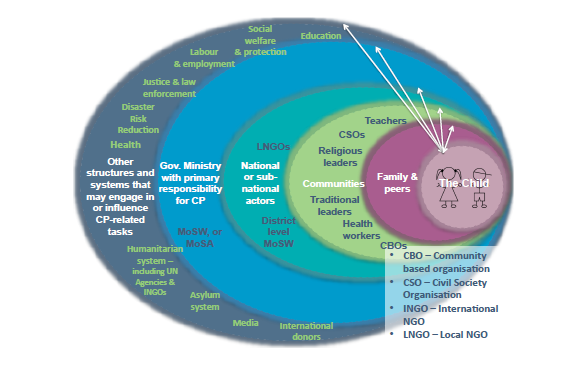 Social
welfare
& protection
Education
Labour
& employment
Justice & law
enforcement
Disaster
Risk
Reduction
Health
Other
structures and
systems that
may engage in
or influence
CP-related
tasks
Humanitarian
system –
including UN
Agencies &
INGOs
Asylum
system
Media
International
donors
Gov. Ministry
with primary
responsibility
for CP
MoSW, or
MoSA
LNGOs
National
or sub-
national
actors
District
level
MoSW
Teachers
CSOs
Religious
leaders
Communities
Traditional
leaders
Health
workers
CBOs
Family &
peers
The Child
• CBO – Community
based organisation
• CSO – Civil Society
Organisation
• INGO – International
NGO
• LNGO – Local NGO